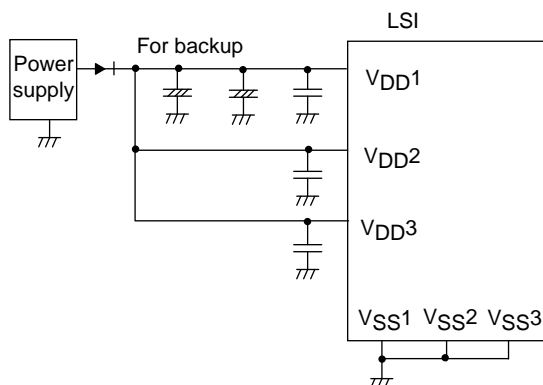 LSI
For backup
Power
supply
VDD1
VDD2
VDD3
VSS1 VSS2 VSS3